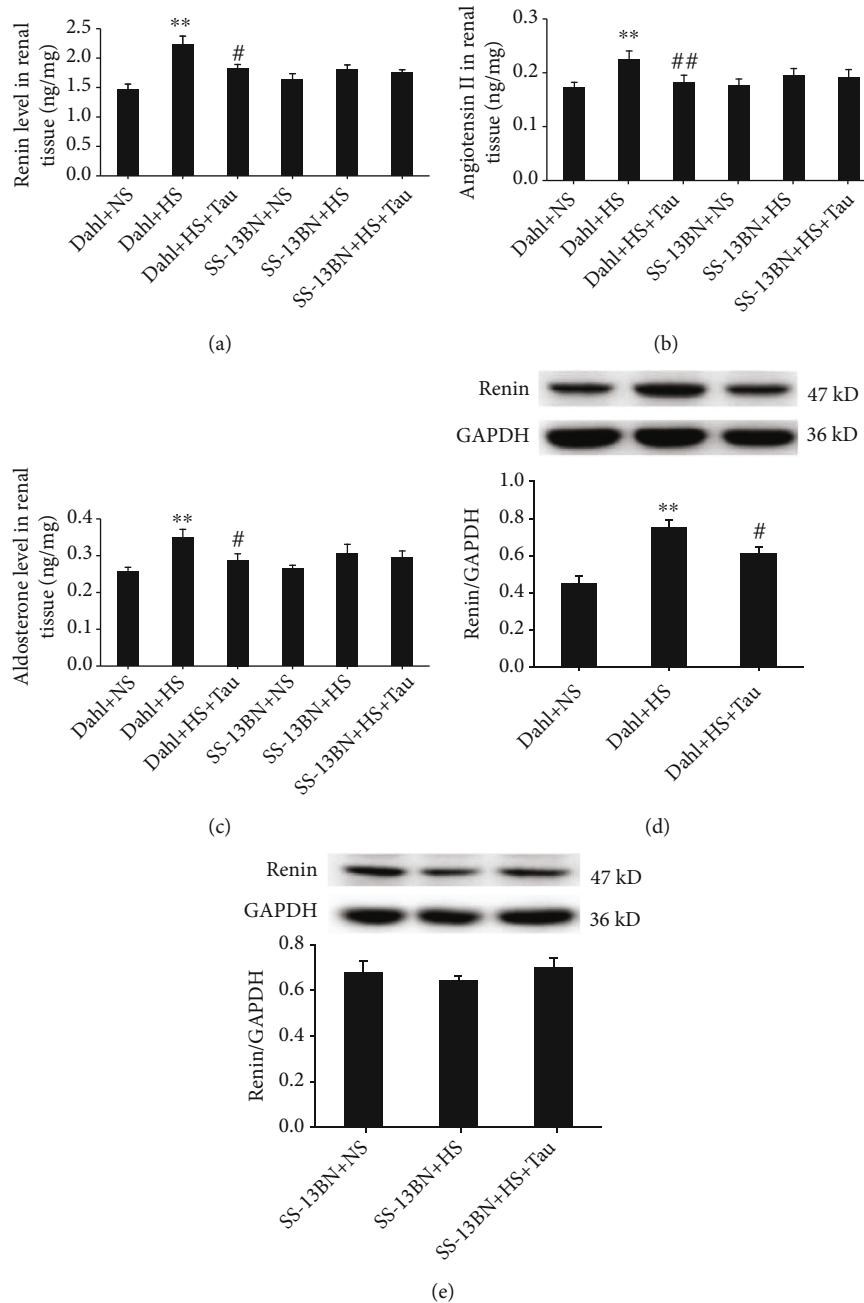 Renin level in renal
tissue (ng/mg)
2.5
2.0
1.5
1.0
0.5
0.0
**
#
Dahl+NS
Dahl+HS
Dahl+HS+Tau
SS-13BN+NS
SS-13BN+HS
SS-13BN+HS+Tau
(a)
Angiotensin II in renal
tissue (ng/mg)
0.3
0.2
0.1
0.0
**
##
Dahl+NS
Dahl+HS
Dahl+HS+Tau
SS-13BN+NS
SS-13BN+HS
SS-13BN+HS+Tau
(b)
Aldosterone level in renal
tissue (ng/mg)
0.4
0.3
0.2
0.1
0.0
**
#
Dahl+NS
Dahl+HS
Dahl+HS+Tau
SS-13BN+NS
SS-13BN+HS
SS-13BN+HS+Tau
(c)
Renin 47 kD
GAPDH 36 kD
Renin/GAPDH
1.0
0.8
0.6
0.4
0.2
0.0
**
#
Dahl+NS
Dahl+HS
Dahl+HS+Tau
(d)
Renin 47 kD
GAPDH 36 kD
Renin/GAPDH
0.8
0.6
0.4
0.2
0.0
SS-13BN+NS
SS-13BN+HS
SS-13BN+HS+Tau
(e)